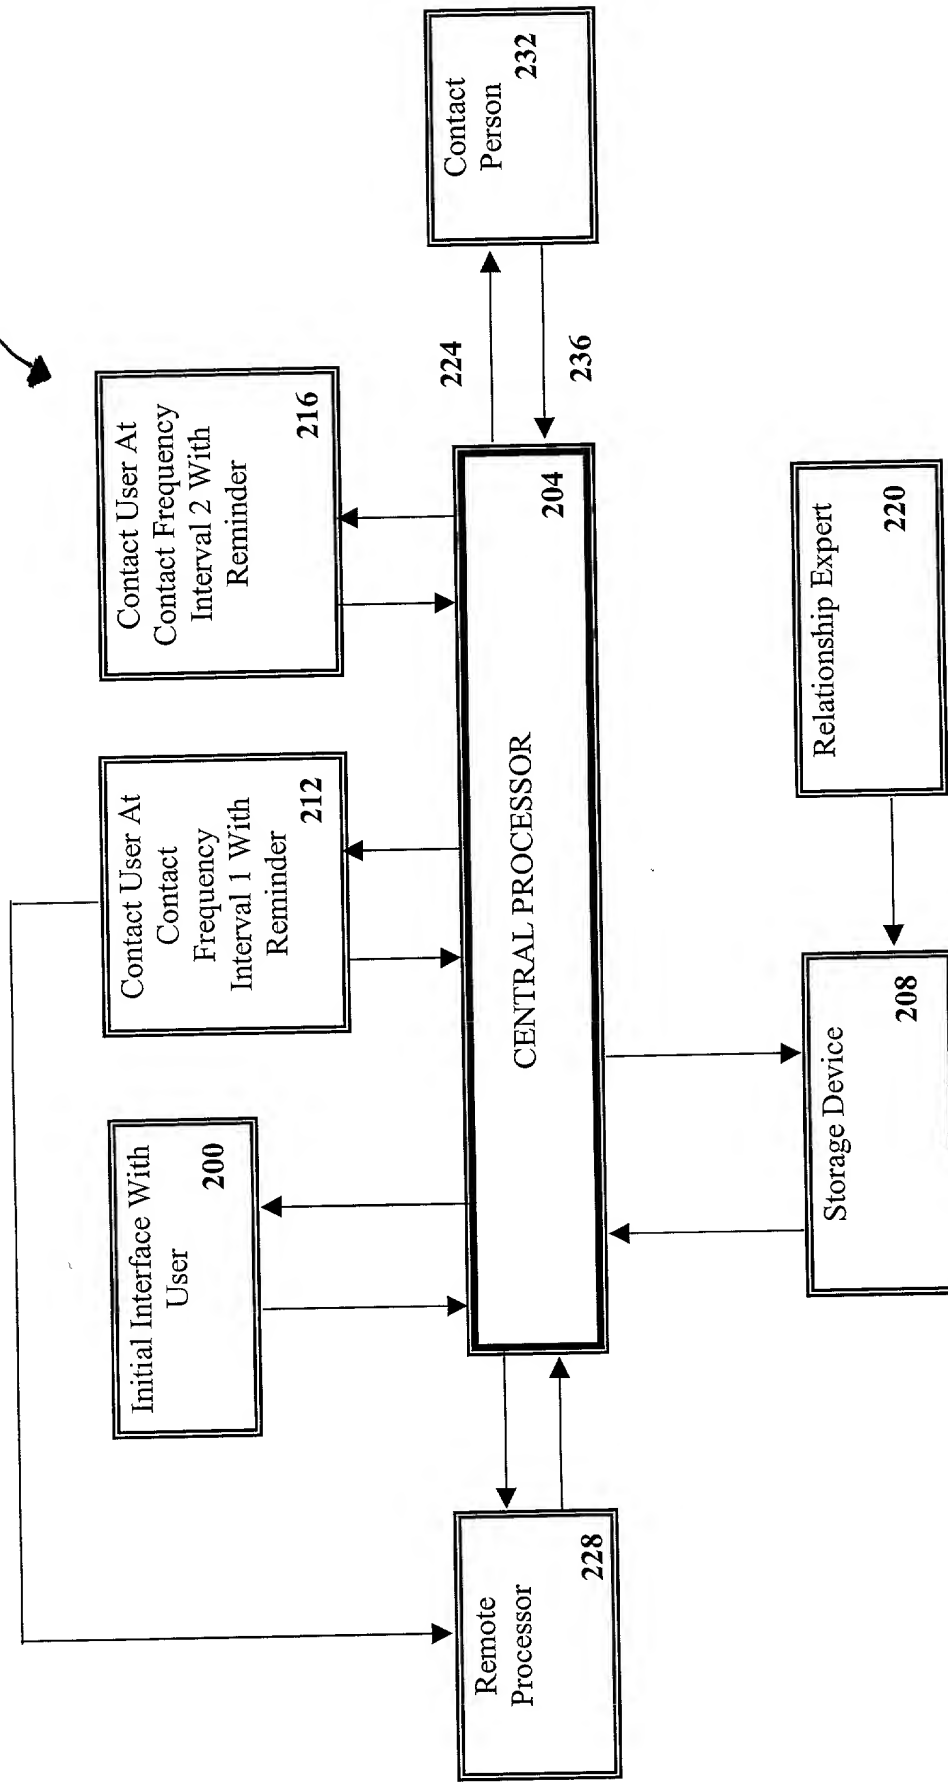 Initial Interface With
User
200
Contact User At
Contact
Frequency
Interval 1 With
Reminder
212
Contact User At
Contact Frequency
Interval 2 With
Reminder
216
Remote
Processor
228
CENTRAL PROCESSOR
204
224
236
Contact
Person
232
Storage Device
208
Relationship Expert
220